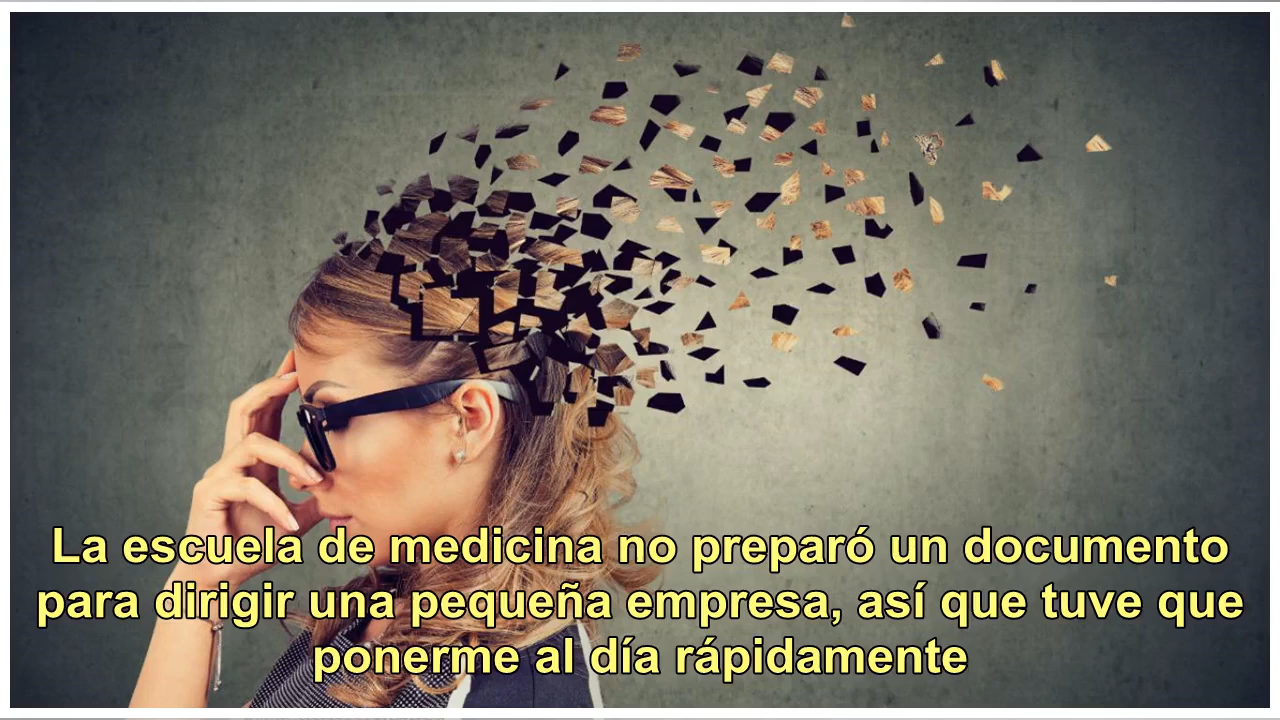 La escuela de medicina no preparó un documento
para dirigir una pequeña empresa, así que tuve que
ponerme al día rápidamente